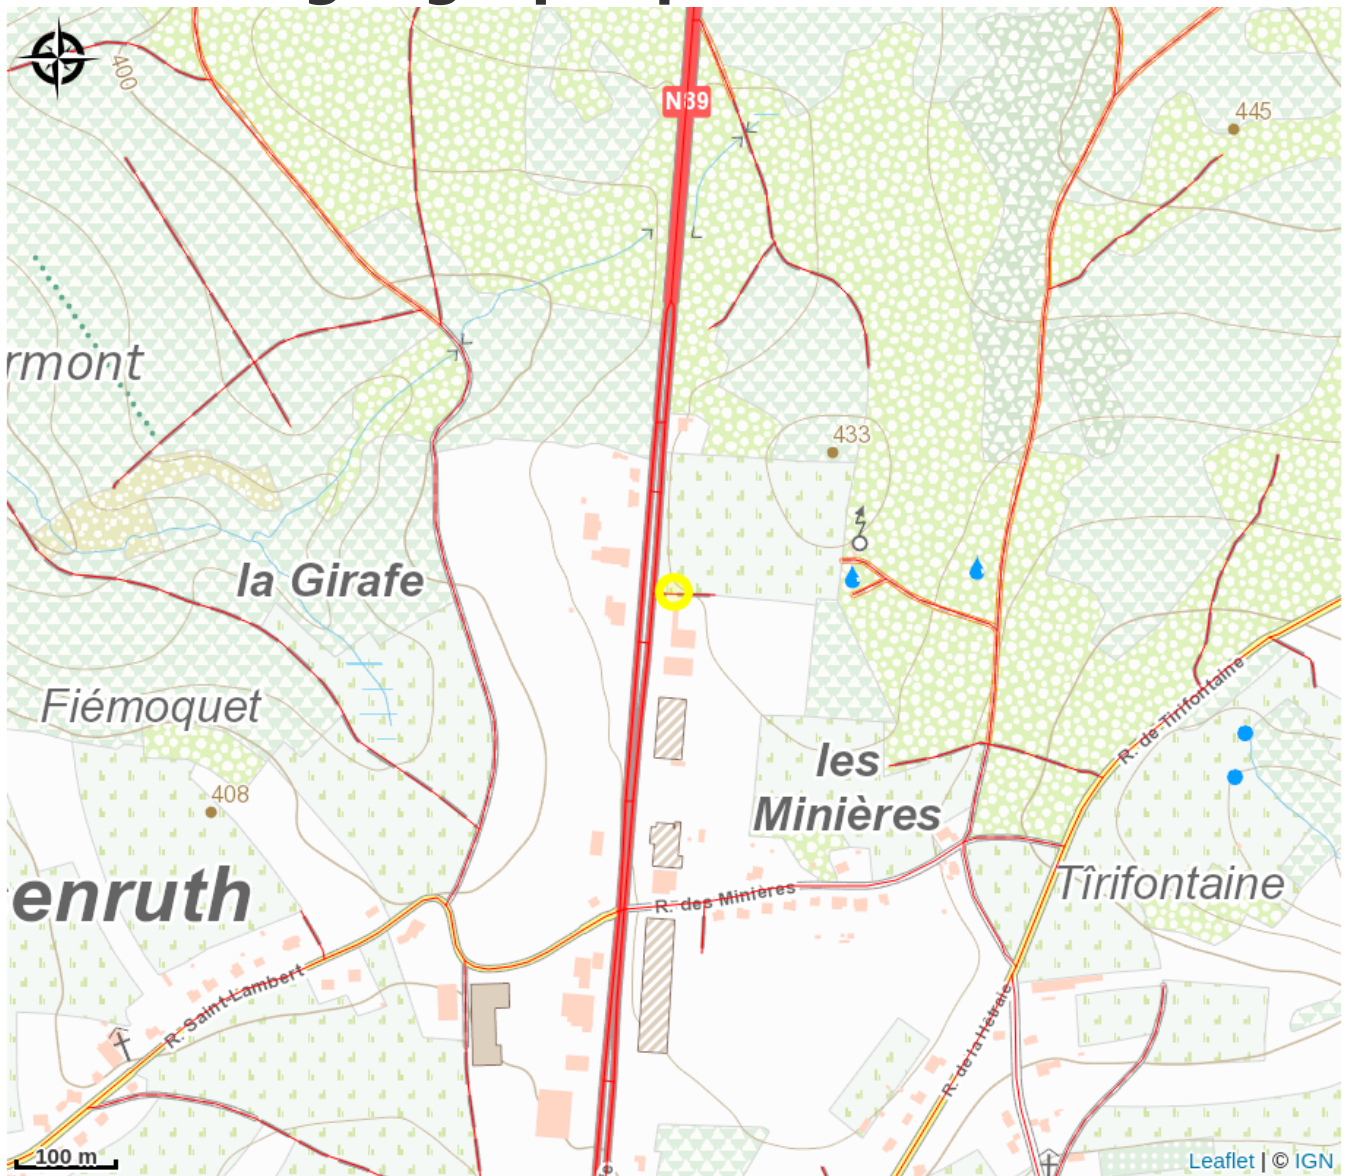 400
N89
445
rmont
433
la Girafe
Fiémoquet
R. de Tirifontaine
les
Minières
408
enruth
R. des Minières
Tîrifontaine
R. Saint-Lambert
R. de la Hêtraie
100 m
Leaflet | © IGN